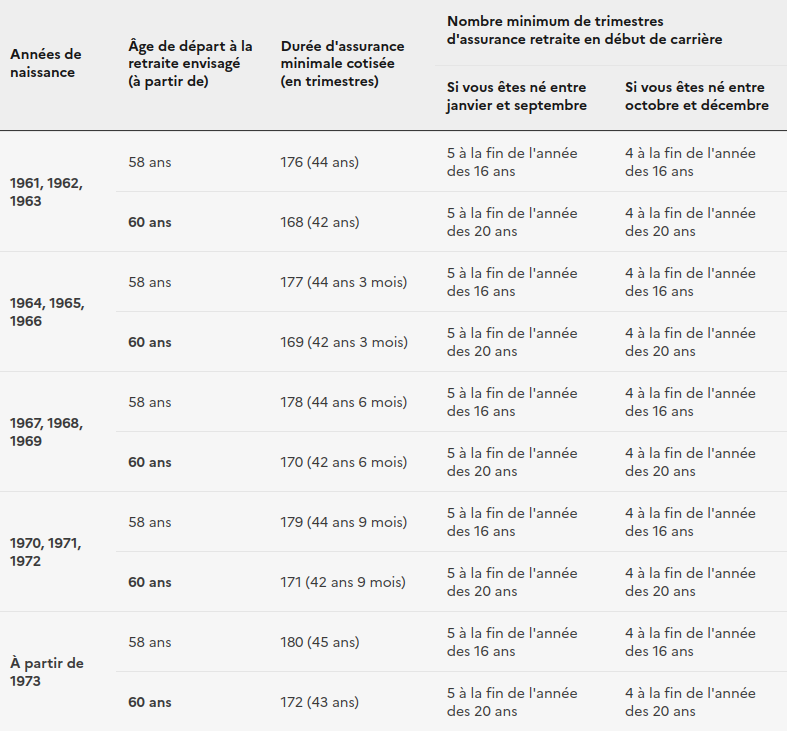 Années de
naissance
Âge de départ à la
retraite envisagé
(à partir de)
Durée d'assurance
minimale cotisée
(en trimestres)
Nombre minimum de trimestres
d'assurance retraite en début de carrière
Si vous êtes né entre
janvier et septembre
Si vous êtes né entre
octobre et décembre
1961, 1962,
1963
58 ans
176 (44 ans)
5 à la fin de l'année
des 16 ans
4 à la fin de l'année
des 16 ans
60 ans
168 (42 ans)
5 à la fin de l'année
des 20 ans
4 à la fin de l'année
des 20 ans
1964, 1965,
1966
58 ans
177 (44 ans 3 mois)
5 à la fin de l'année
des 16 ans
4 à la fin de l'année
des 16 ans
60 ans
169 (42 ans 3 mois)
5 à la fin de l'année
des 20 ans
4 à la fin de l'année
des 20 ans
1967, 1968,
1969
58 ans
178 (44 ans 6 mois)
5 à la fin de l'année
des 16 ans
4 à la fin de l'année
des 16 ans
60 ans
170 (42 ans 6 mois)
5 à la fin de l'année
des 20 ans
4 à la fin de l'année
des 20 ans
1970, 1971,
1972
58 ans
179 (44 ans 9 mois)
5 à la fin de l'année
des 16 ans
4 à la fin de l'année
des 16 ans
60 ans
171 (42 ans 9 mois)
5 à la fin de l'année
des 20 ans
4 à la fin de l'année
des 20 ans
À partir de
1973
58 ans
180 (45 ans)
5 à la fin de l'année
des 16 ans
4 à la fin de l'année
des 16 ans
60 ans
172 (43 ans)
5 à la fin de l'année
des 20 ans
4 à la fin de l'année
des 20 ans